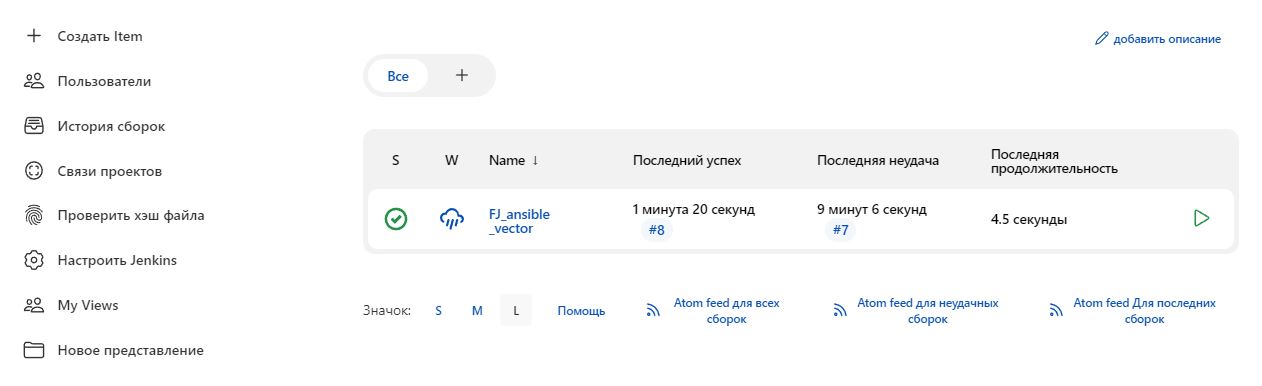 Создать Item
Пользователи
История сборок
Связи проектов
Проверить хэш файла
Настроить Jenkins
My Views
Новое представление
добавить описание
Все
S W Name ↓ Последний успех Последняя неудача Последняя
продолжительность
FJ_ansible
_vector
1 минута 20 секунд
#8
9 минут 6 секунд
#7
4.5 секунды
Значок: S M L Помощь
Atom feed для всех
сборок
Atom feed для неудачных
сборок
Atom feed Для последних
сборок